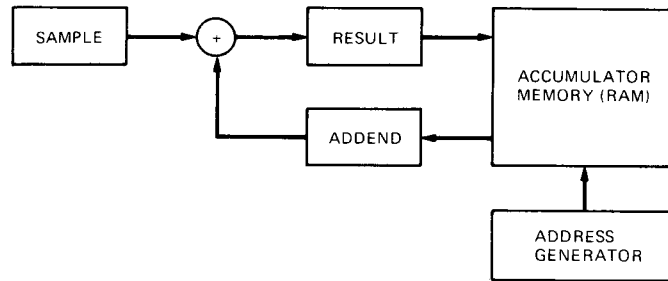 SAMPLE
+
RESULT
ACCUMULATOR
MEMORY (RAM)
ADDEND
ADDRESS
GENERATOR